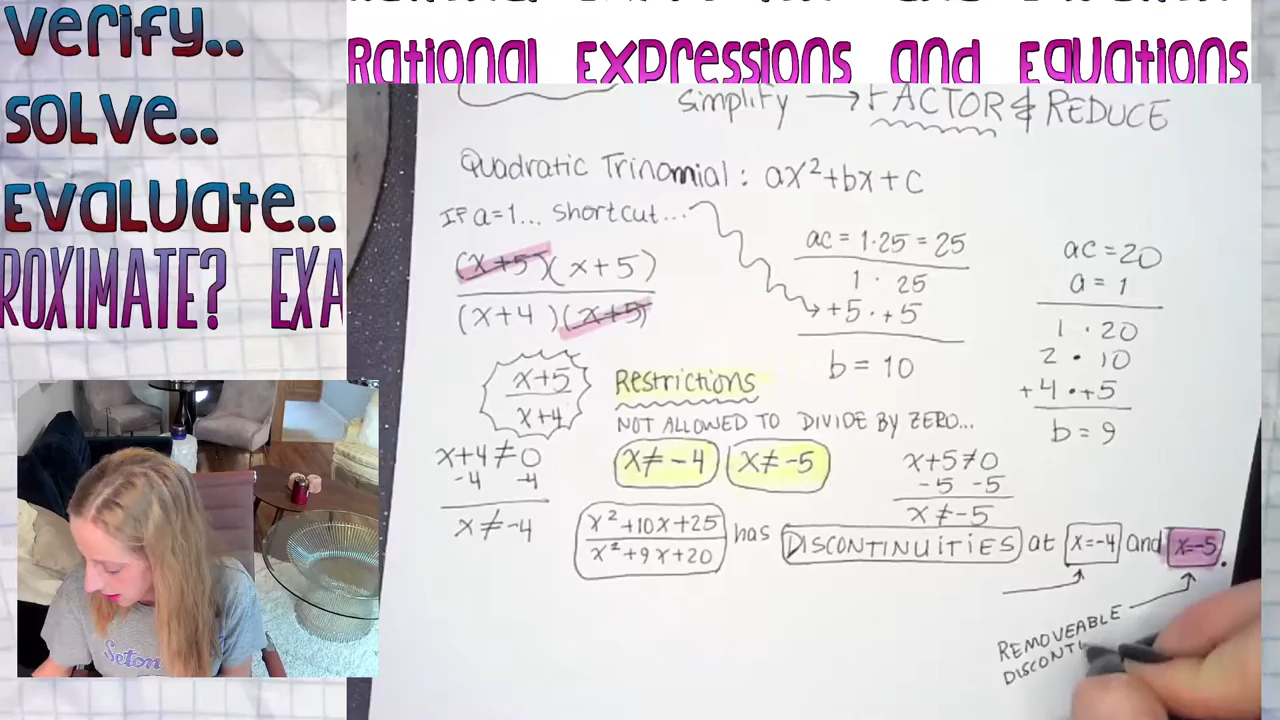 Verify..
SOLVE..
EVALUATE..
ROXIMATE? EXA
Rational Expressions and Equations
simplify → FACTOR & REDUCE
Quadratic Trinomial: ax²+bx+c
IF a=1... shortcut...
(x+5)(x+5)
(x+4)(x+5)
ac = 1·25 = 25
1 · 25
+5 · +5
b = 10
ac = 20
a = 1
1 · 20
2 · 10
+4 · +5
b = 9
x+5
x+4
Restrictions
NOT ALLOWED TO DIVIDE BY ZERO...
x≠-4 x≠-5
x+4≠0
-4 -4
x≠-4
x+5≠0
-5 -5
x≠-5
x²+10x+25
x²+9x+20
has DISCONTINUITIES at x=-4 and x=-5.
REMOVEABLE
DISCONTI
Seton